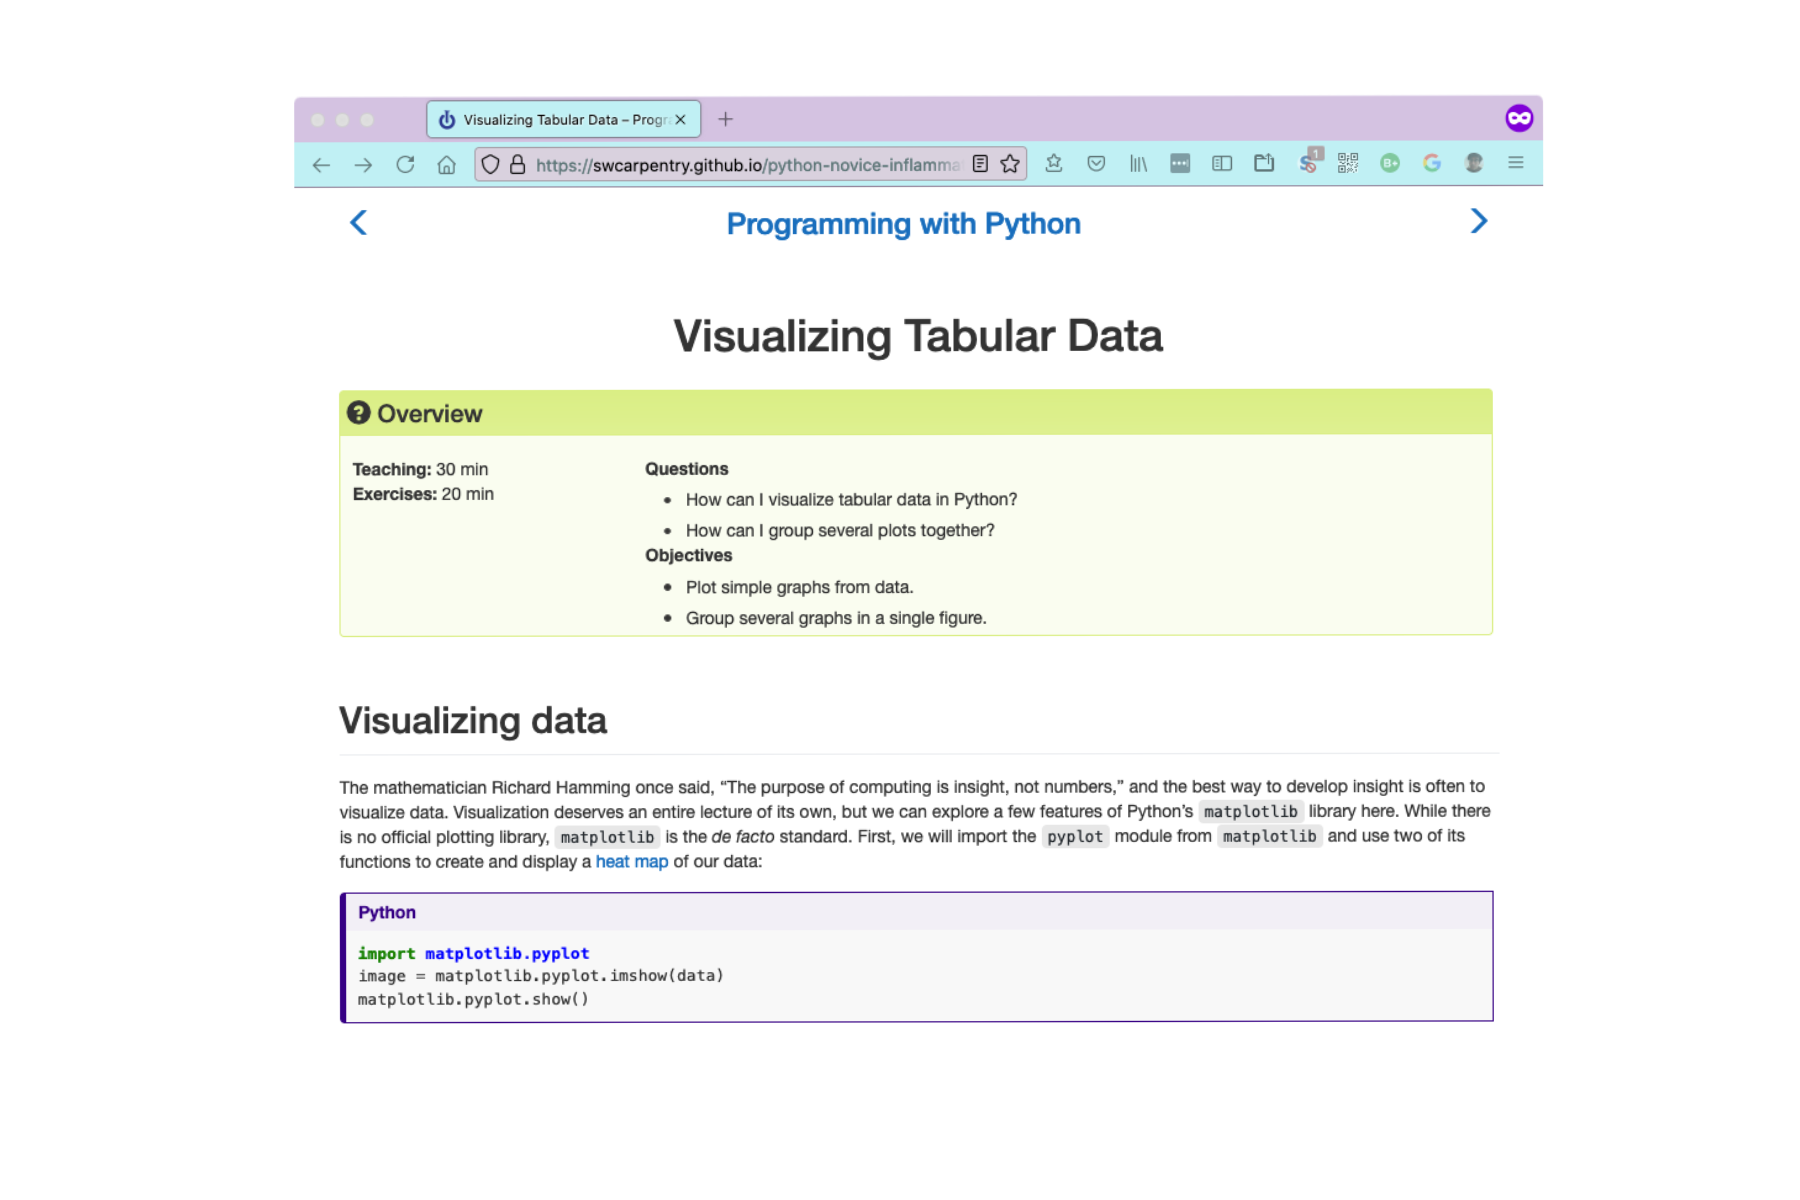 Visualizing Tabular Data – Progra
https://swcarpentry.github.io/python-novice-inflamma
1
B+
G
Programming with Python
Visualizing Tabular Data
Overview
Teaching: 30 min
Exercises: 20 min
Questions
How can I visualize tabular data in Python?
How can I group several plots together?
Objectives
Plot simple graphs from data.
Group several graphs in a single figure.
Visualizing data
The mathematician Richard Hamming once said, “The purpose of computing is insight, not numbers,” and the best way to develop insight is often to
visualize data. Visualization deserves an entire lecture of its own, but we can explore a few features of Python’s matplotlib library here. While there
is no official plotting library, matplotlib is the de facto standard. First, we will import the pyplot module from matplotlib and use two of its
functions to create and display a heat map of our data:
Python
import matplotlib.pyplot
image = matplotlib.pyplot.imshow(data)
matplotlib.pyplot.show()